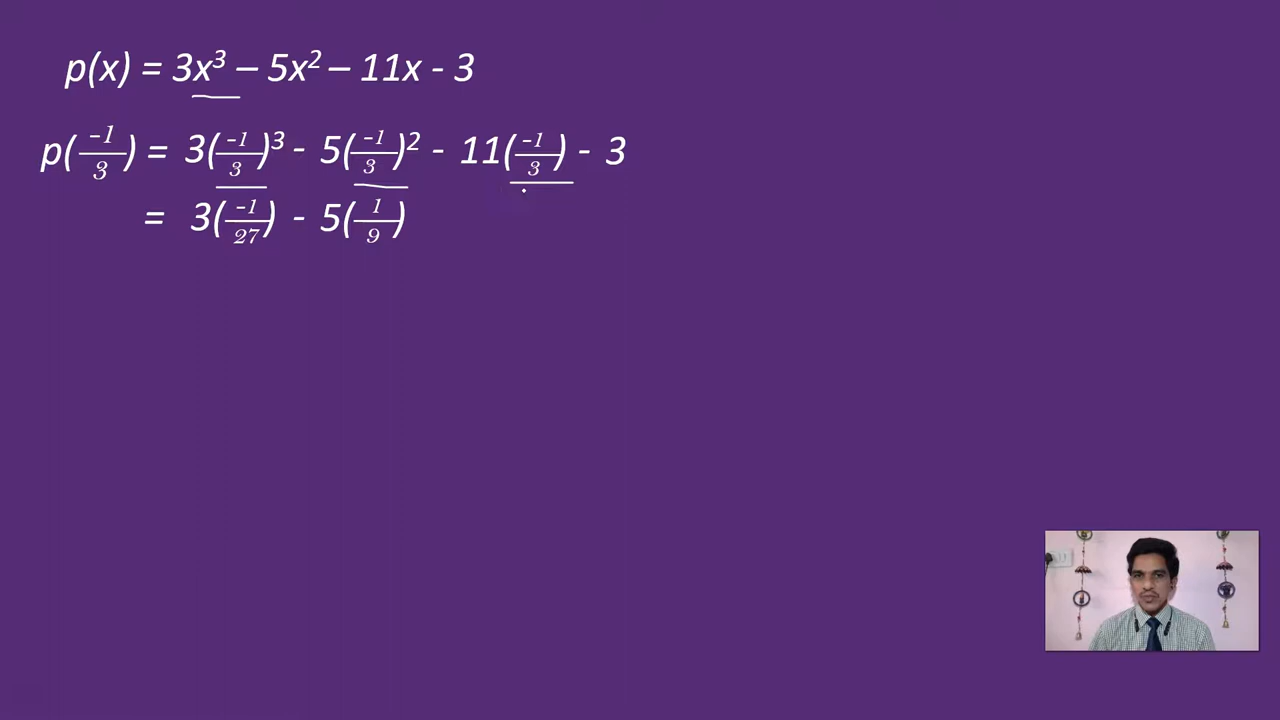 p(x) = 3x³ – 5x² – 11x - 3
p(-1/3) = 3(-1/3)³ - 5(-1/3)² - 11(-1/3) - 3
= 3(-1/27) - 5(1/9)